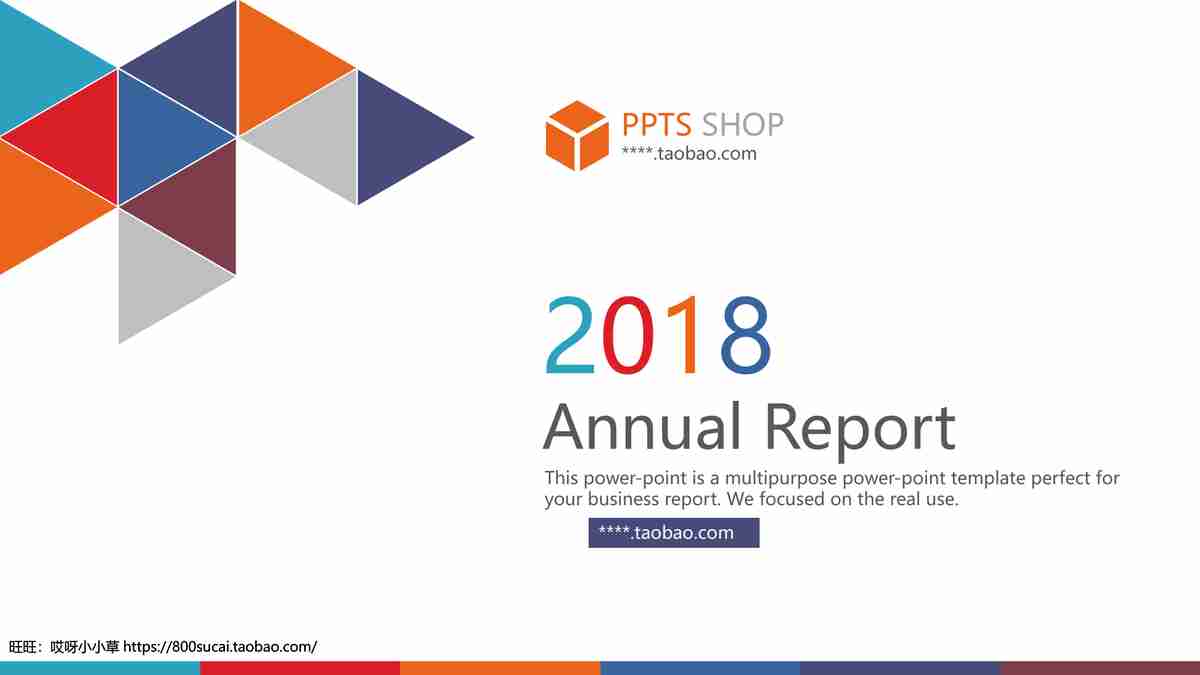 PPTS SHOP
****.taobao.com
2018
Annual Report
This power-point is a multipurpose power-point template perfect for
your business report. We focused on the real use.
****.taobao.com
旺旺：哎呀小小草 https://800sucai.taobao.com/